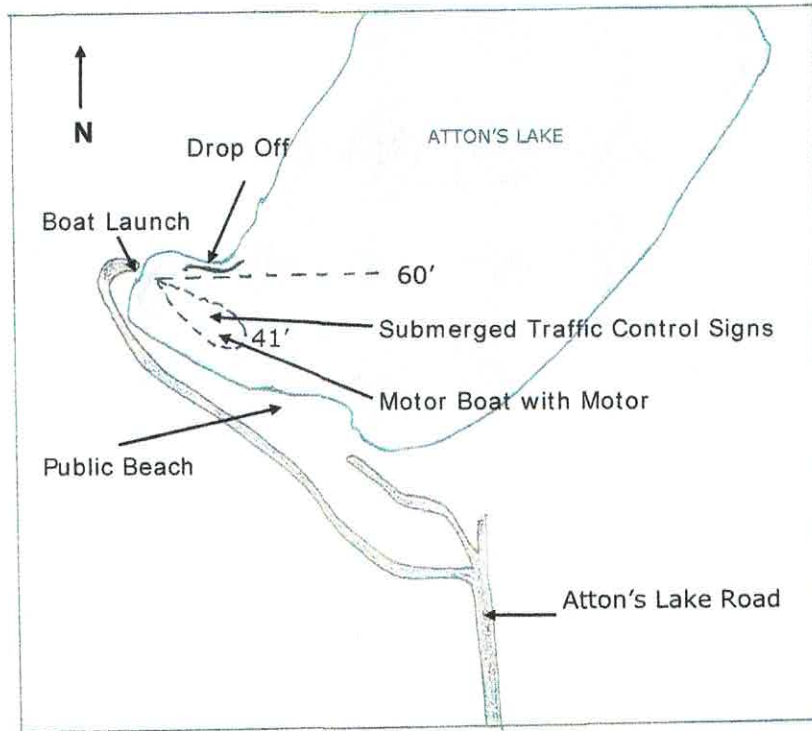 N
Drop Off
ATTON'S LAKE
Boat Launch
60'
Submerged Traffic Control Signs
41'
Motor Boat with Motor
Public Beach
Atton's Lake Road